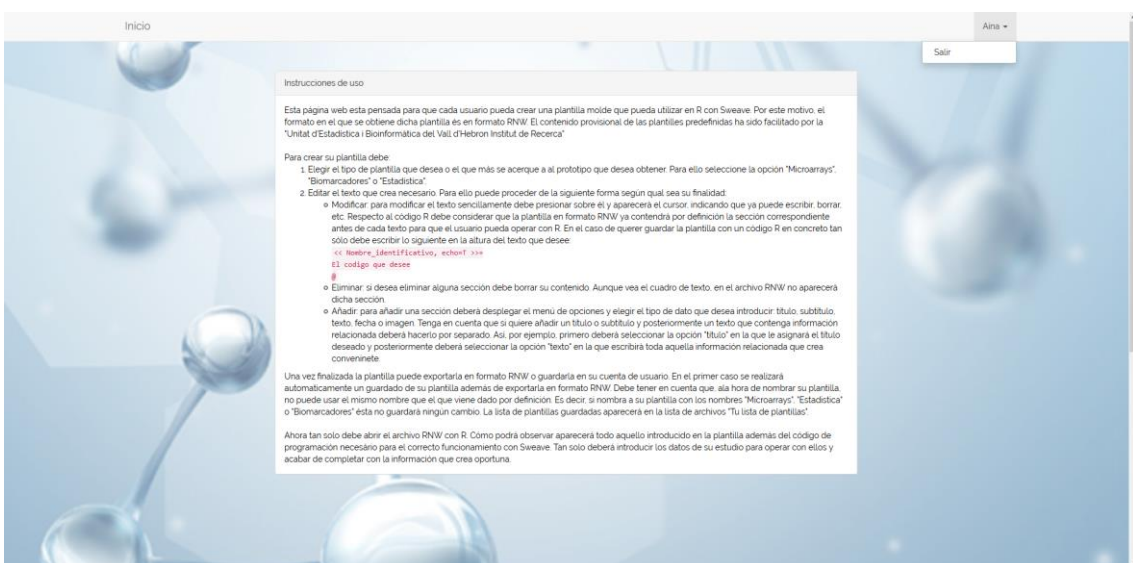 Inicio
Aina
Salir
Instrucciones de uso
Esta página web esta pensada para que cada usuario pueda crear una plantilla molde que pueda utilizar en R con Sweave. Por este motivo, el
formato en el que se obtiene dicha plantilla és en formato RNW. El contenido provisional de las plantilles predefinidas ha sido facilitado por la
"Unitat d'Estadística i Bioinformàtica del Vall d'Hebron Institut de Recerca"
Para crear su plantilla debe:
1. Elegir el tipo de plantilla que desea o el que más se acerque a al prototipo que desea obtener. Para ello seleccione la opción "Microarrays",
"Biomarcadores" o "Estadística".
2. Editar el texto que crea necesario. Para ello puede proceder de la siguiente forma según qual sea su finalidad:
Modificar: para modificar el texto sencillamente debe presionar sobre él y aparecerá el cursor, indicando que ya puede escribir, borrar,
etc. Respecto al código R debe considerar que la plantilla en formato RNW ya contendrá por definición la sección correspondiente
antes de cada texto para que el usuario pueda operar con R. En el caso de querer guardar la plantilla con un código R en concreto tan
sólo debe escribir lo siguiente en la altura del texto que desee:
<< Nombre_identificativo, echo=T >>=
El codigo que desee
@
Eliminar: si desea eliminar alguna sección debe borrar su contenido. Aunque vea el cuadro de texto, en el archivo RNW no aparecerá
dicha sección.
Añadir: para añadir una sección deberá desplegar el menú de opciones y elegir el tipo de dato que desea introducir: título, subtítulo,
texto, fecha o imagen. Tenga en cuenta que si quiere añadir un título o subtítulo y posteriormente un texto que contenga información
relacionada deberá hacerlo por separado. Así, por ejemplo, primero deberá seleccionar la opción "título" en la que le asignará el título
deseado y posteriormente deberá seleccionar la opción "texto" en la que escribirá toda aquella información relacionada que crea
conveninete.
Una vez finalizada la plantilla puede exportarla en formato RNW o guardarla en su cuenta de usuario. En el primer caso se realizará
automaticamente un guardado de su plantilla además de exportarla en formato RNW. Debe tener en cuenta que, ala hora de nombrar su plantilla,
no puede usar el mismo nombre que el que viene dado por definición. Es decir, si nombra a su plantilla con los nombres "Microarrays", "Estadística"
o "Biomarcadores" ésta no guardará ningún cambio. La lista de plantillas guardadas aparecerá en la lista de archivos "Tu lista de plantillas".
Ahora tan solo debe abrir el archivo RNW con R. Cómo podrá observar aparecerá todo aquello introducido en la plantilla además del código de
programación necesário para el correcto funcionamiento con Sweave. Tan solo deberá introducir los datos de su estudio para operar con ellos y
acabar de completar con la información que crea oportuna.